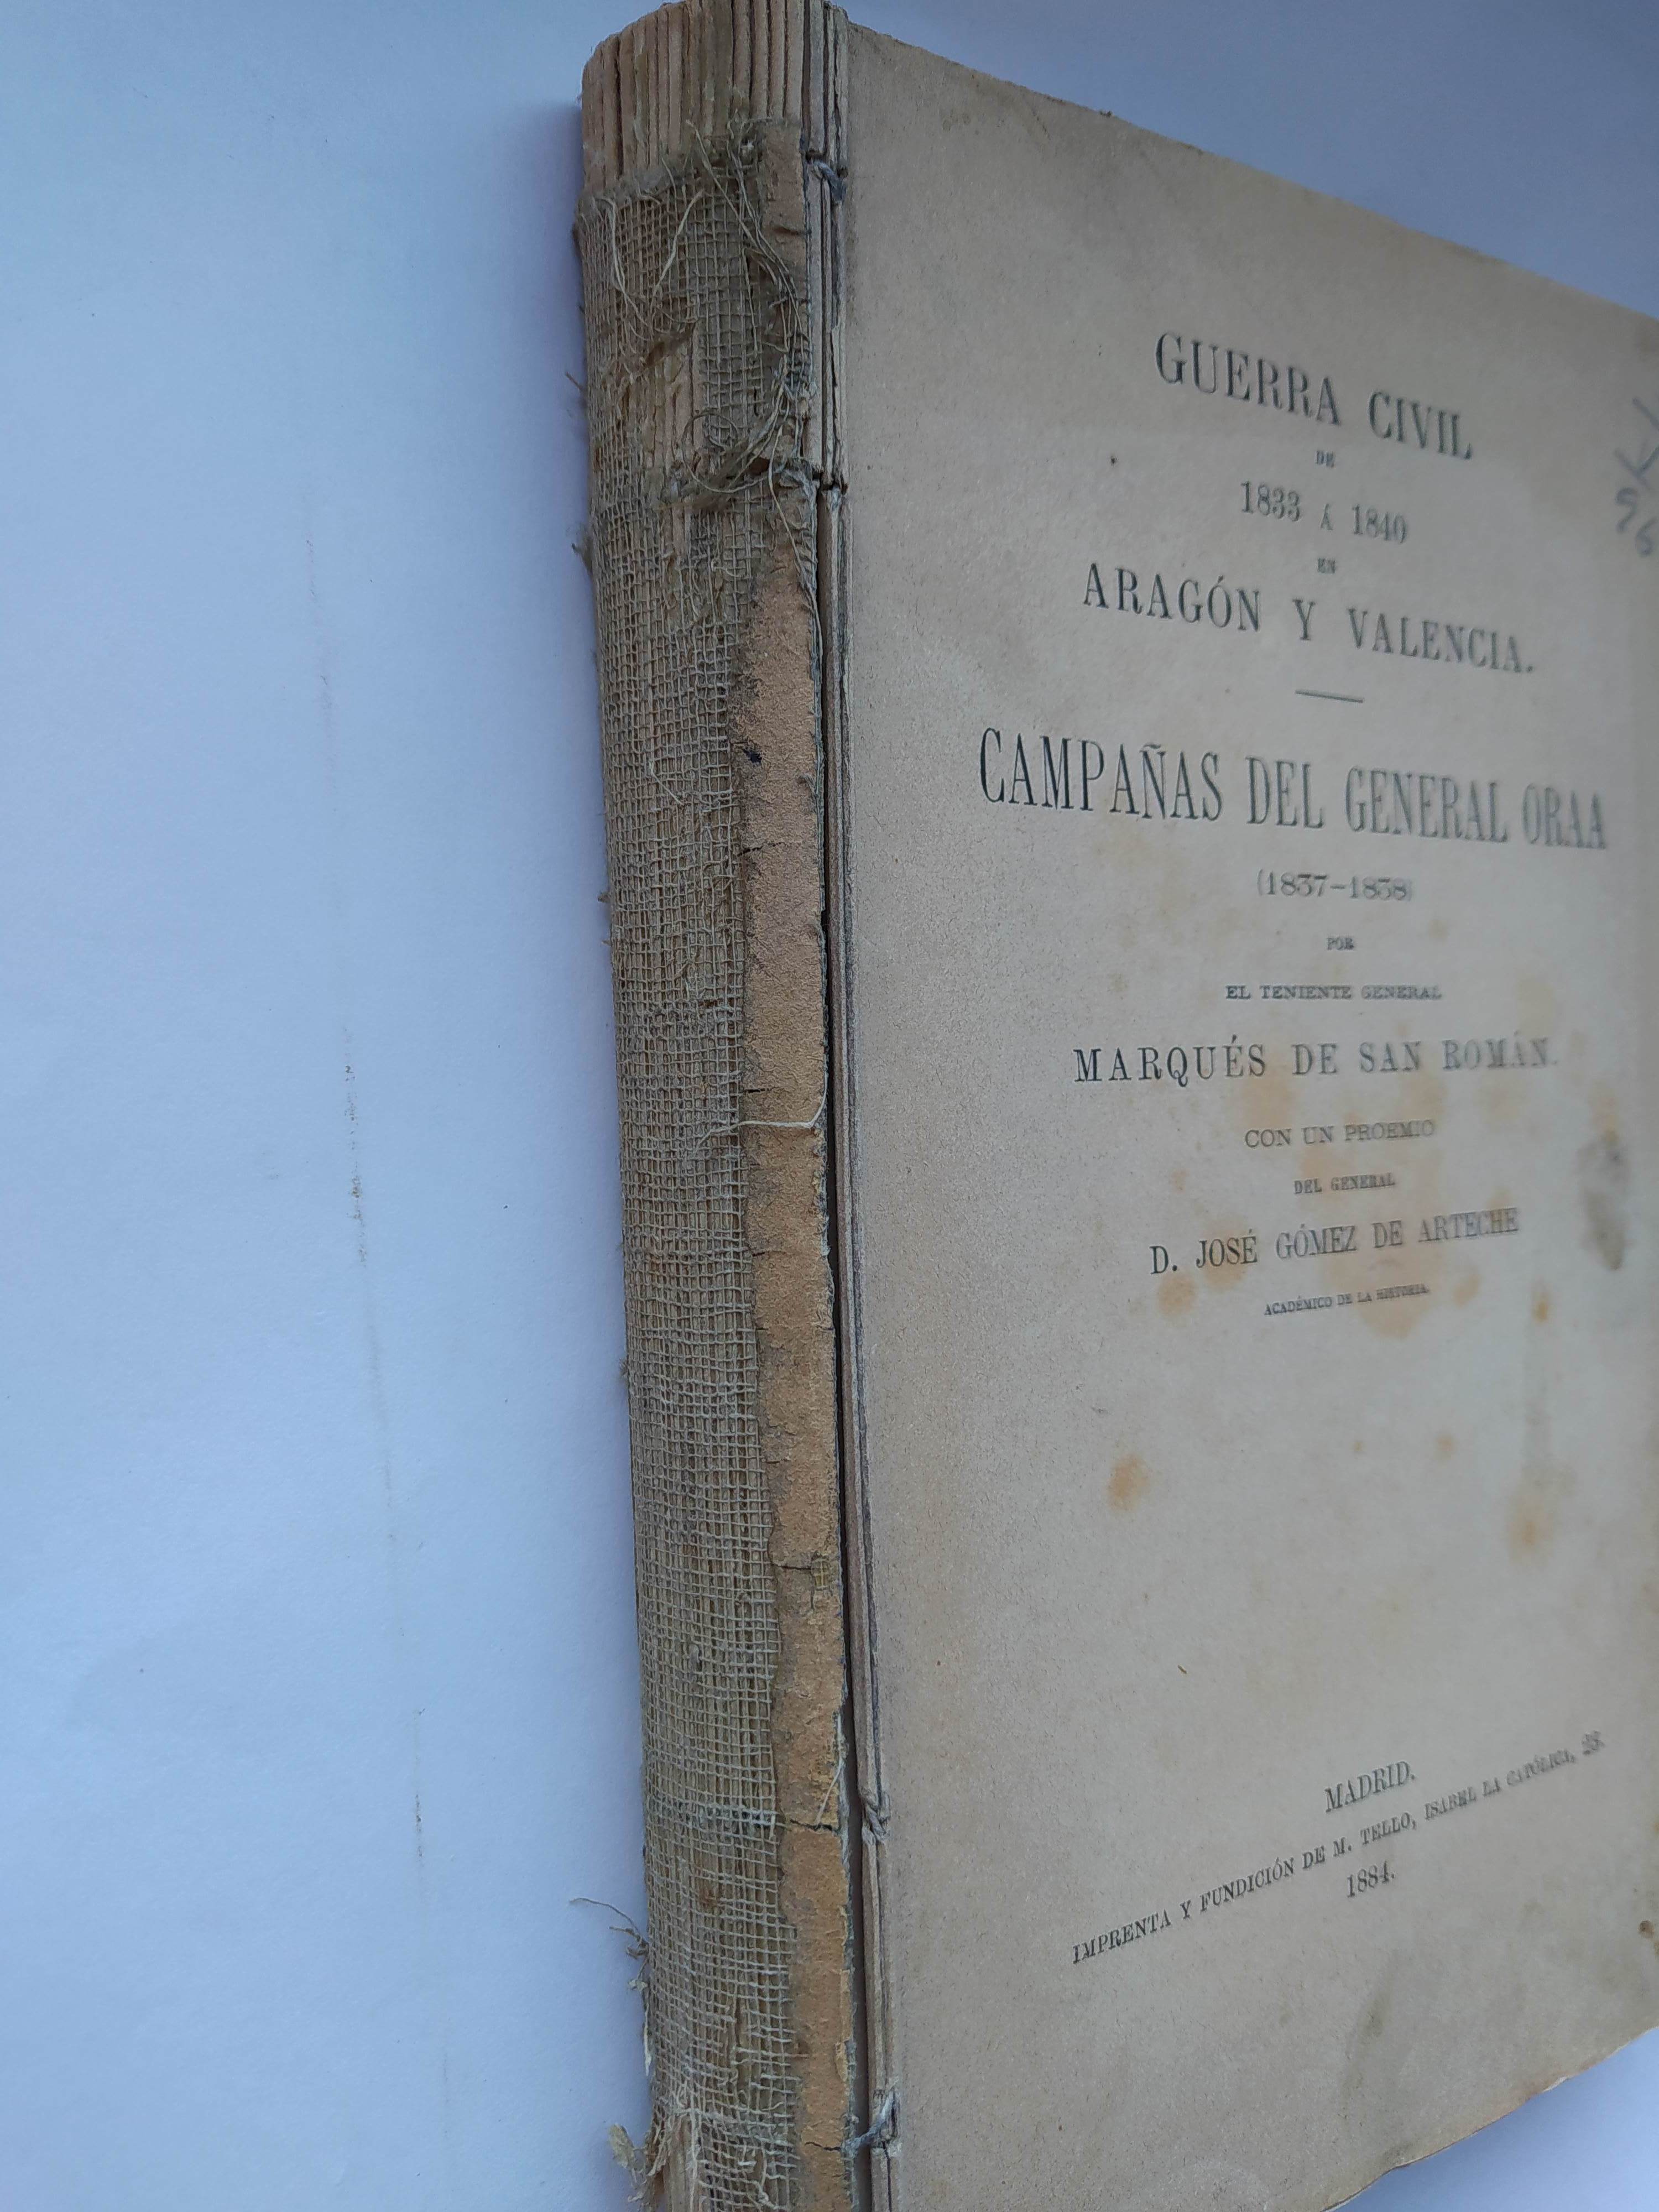 GUERRA CIVIL
DE
1833 Á 1840
EN
ARAGÓN Y VALENCIA.
CAMPAÑAS DEL GENERAL ORAA
(1837-1838)
POR
EL TENIENTE GENERAL
MARQUÉS DE SAN ROMÁN.
CON UN PROEMIO
DEL GENERAL
D. JOSÉ GÓMEZ DE ARTECHE
ACADÉMICO DE LA HISTORIA.
MADRID.
IMPRENTA Y FUNDICIÓN DE M. TELLO, ISABEL LA CATÓLICA, 23.
1884.